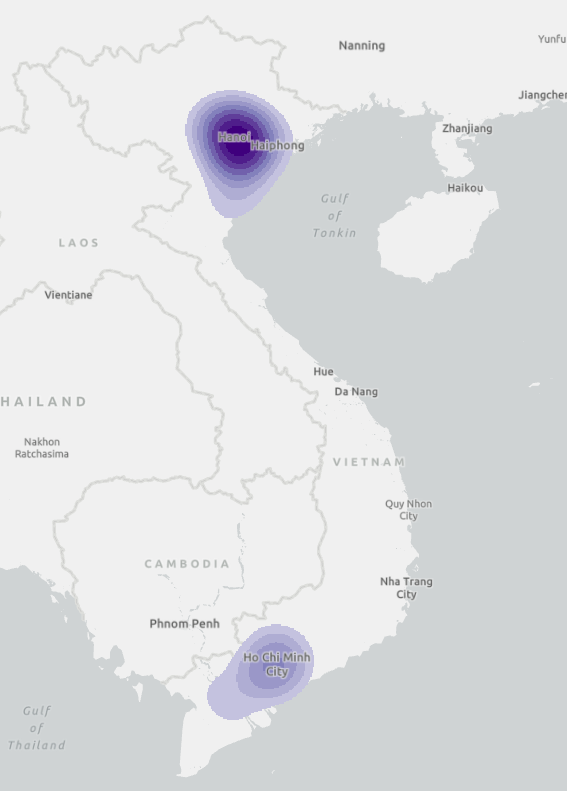 Nanning
Yunfu
Jiangchen
Zhanjiang
Hanoi
Haiphong
Haikou
Gulf
of
Tonkin
LAOS
Vientiane
Hue
Da Nang
HAILAND
Nakhon
Ratchasima
VIETNAM
Quy Nhon
City
CAMBODIA
Nha Trang
City
Phnom Penh
Ho Chi Minh
City
Gulf
of
Thailand